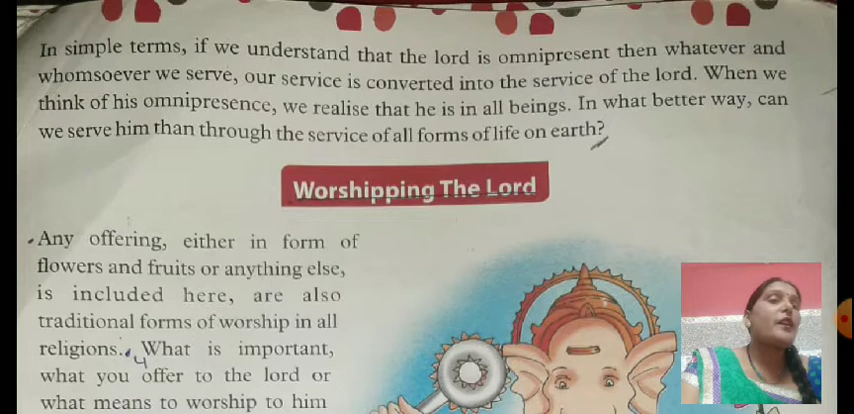 In simple terms, if we understand that the lord is omnipresent then whatever and
whomsoever we serve, our service is converted into the service of the lord. When we
think of his omnipresence, we realise that he is in all beings. In what better way, can
we serve him than through the service of all forms of life on earth?
Worshipping The Lord
Any offering, either in form of
flowers and fruits or anything else,
is included here, are also
traditional forms of worship in all
religions. What is important,
what you offer to the lord or
what means to worship to him